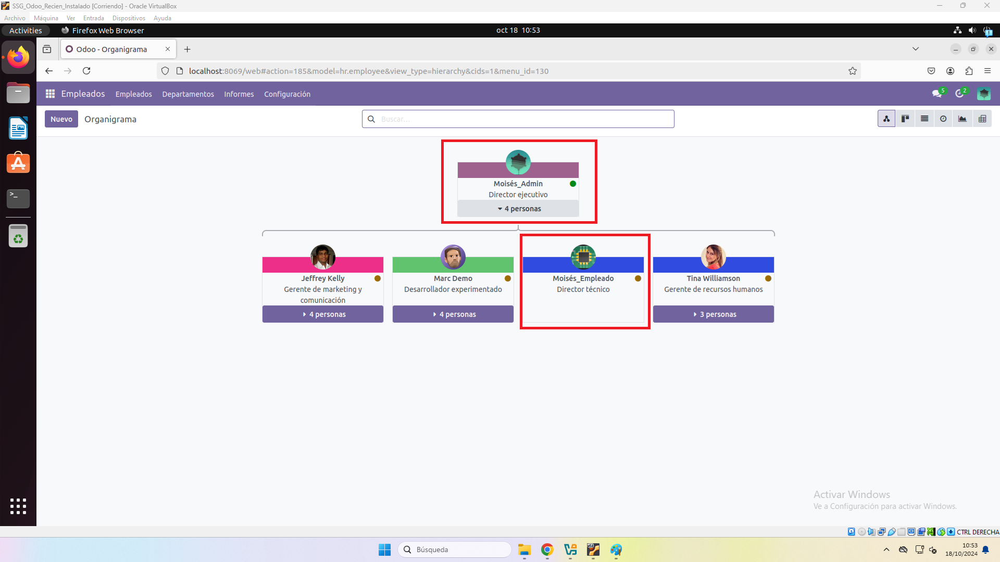 SSG_Odoo_Recien_Instalado [Corriendo] - Oracle VirtualBox
Archivo Máquina Ver Entrada Dispositivos Ayuda
Activities Firefox Web Browser oct 18 10:53
Odoo - Organigrama
localhost:8069/web#action=185&model=hr.employee&view_type=hierarchy&cids=1&menu_id=130
Empleados Empleados Departamentos Informes Configuración 5 2
Nuevo Organigrama Buscar...
Moisés_Admin
Director ejecutivo
4 personas
Jeffrey Kelly
Gerente de marketing y
comunicación
4 personas
Marc Demo
Desarrollador experimentado
4 personas
Moisés_Empleado
Director técnico
Tina Williamson
Gerente de recursos humanos
3 personas
Activar Windows
Ve a Configuración para activar Windows.
CTRL DERECHA
Búsqueda
10:53
18/10/2024